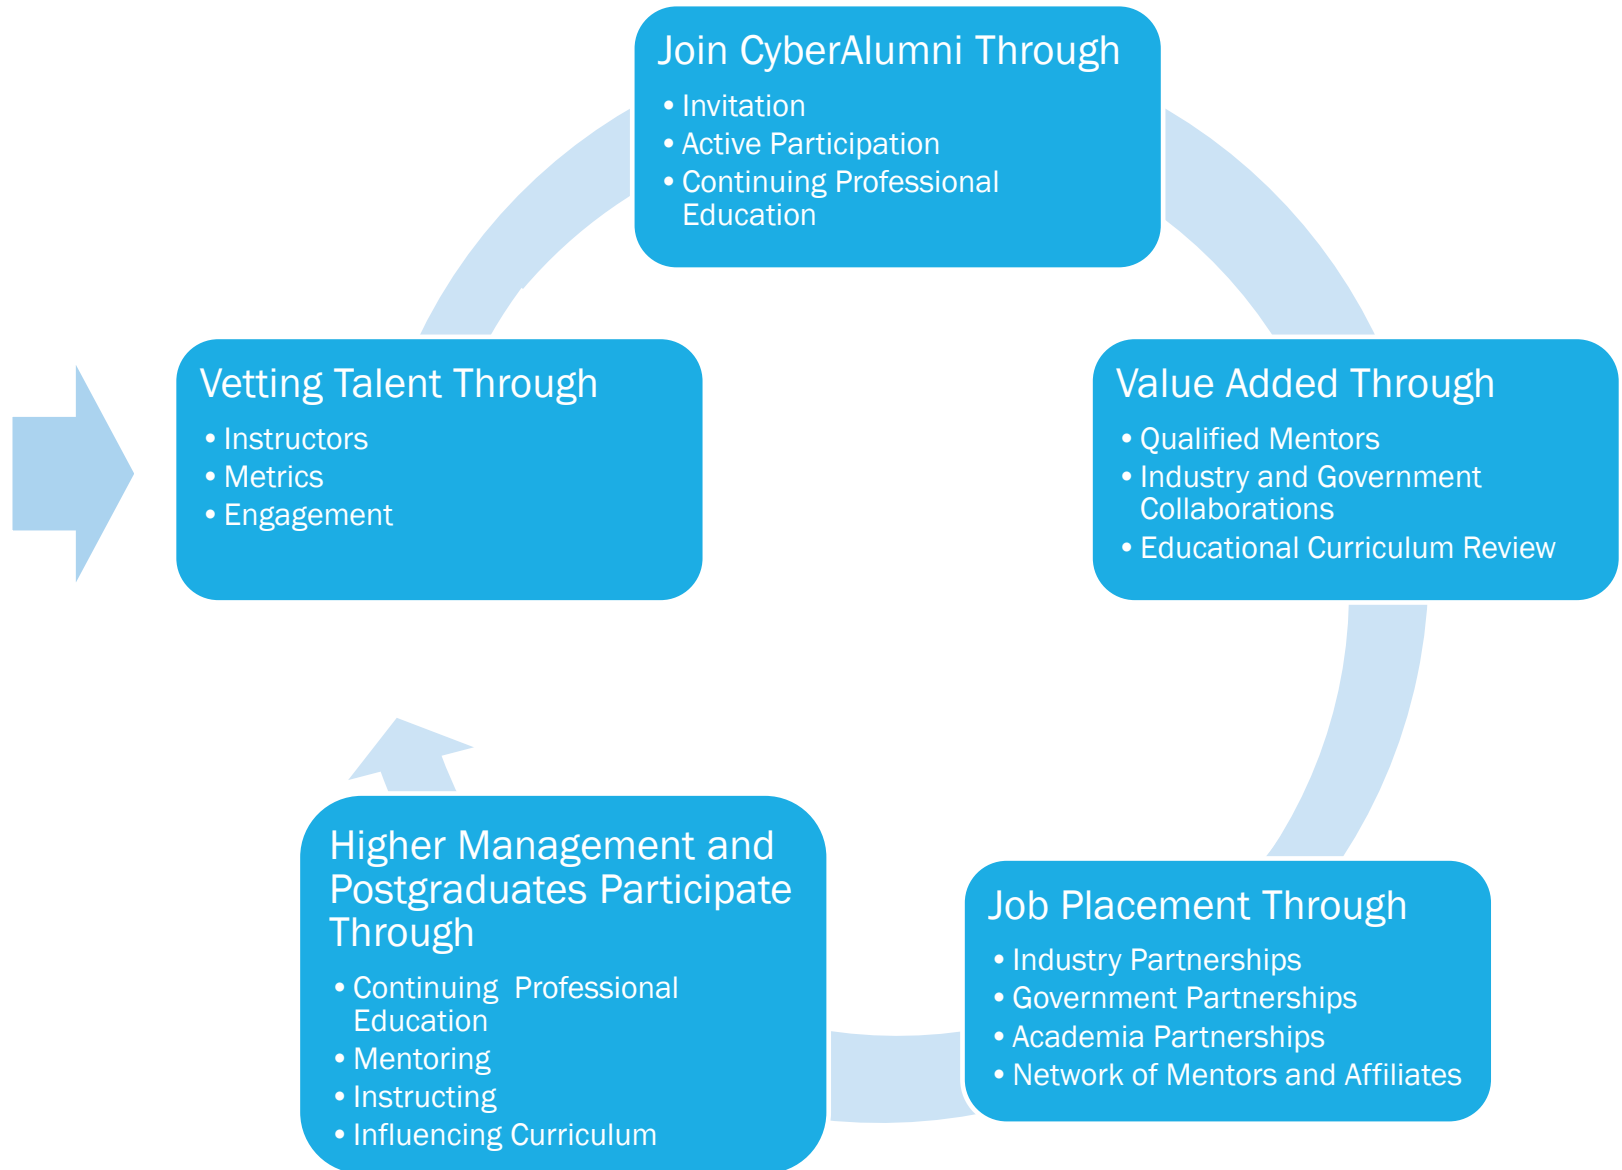 Join CyberAlumni Through
• Invitation
• Active Participation
• Continuing Professional
Education
Vetting Talent Through
• Instructors
• Metrics
• Engagement
Value Added Through
• Qualified Mentors
• Industry and Government
Collaborations
• Educational Curriculum Review
Higher Management and
Postgraduates Participate
Through
• Continuing  Professional
Education
• Mentoring
• Instructing
• Influencing Curriculum
Job Placement Through
• Industry Partnerships
• Government Partnerships
• Academia Partnerships
• Network of Mentors and Affiliates